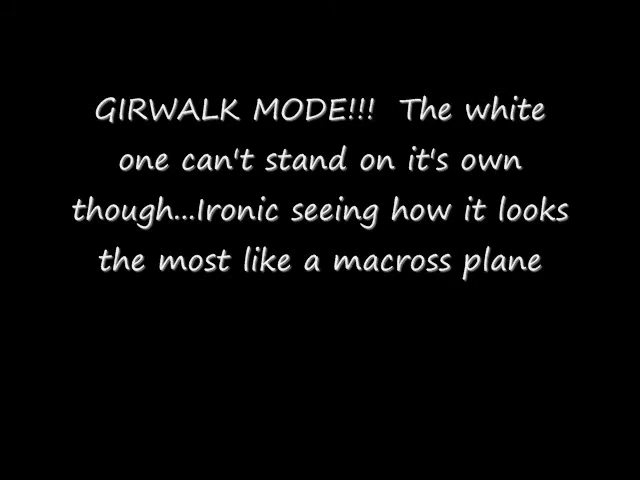 GIRWALK MODE!!!  The white
one can't stand on it's own
though...Ironic seeing how it looks
the most like a macross plane